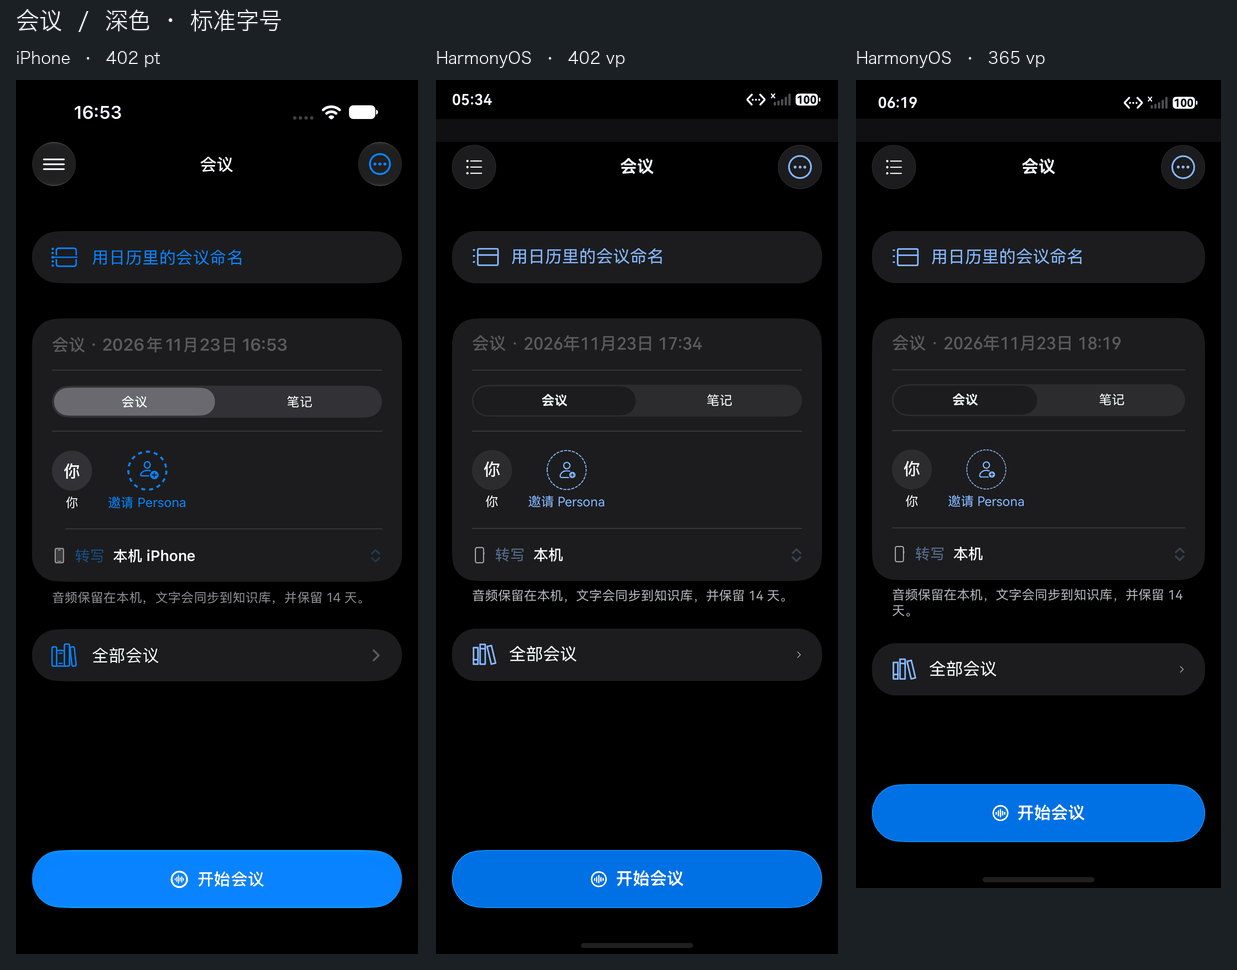 会议 / 深色 · 标准字号
iPhone · 402 pt
16:53
会议
用日历里的会议命名
会议 · 2026年11月23日 16:53
会议 笔记
你
你 邀请 Persona
转写 本机 iPhone
音频保留在本机，文字会同步到知识库，并保留 14 天。
全部会议
开始会议
HarmonyOS · 402 vp
05:34 100
会议
用日历里的会议命名
会议 · 2026年11月23日 17:34
会议 笔记
你
你 邀请 Persona
转写 本机
音频保留在本机，文字会同步到知识库，并保留 14 天。
全部会议
开始会议
HarmonyOS · 365 vp
06:19 100
会议
用日历里的会议命名
会议 · 2026年11月23日 18:19
会议 笔记
你
你 邀请 Persona
转写 本机
音频保留在本机，文字会同步到知识库，并保留 14
天。
全部会议
开始会议